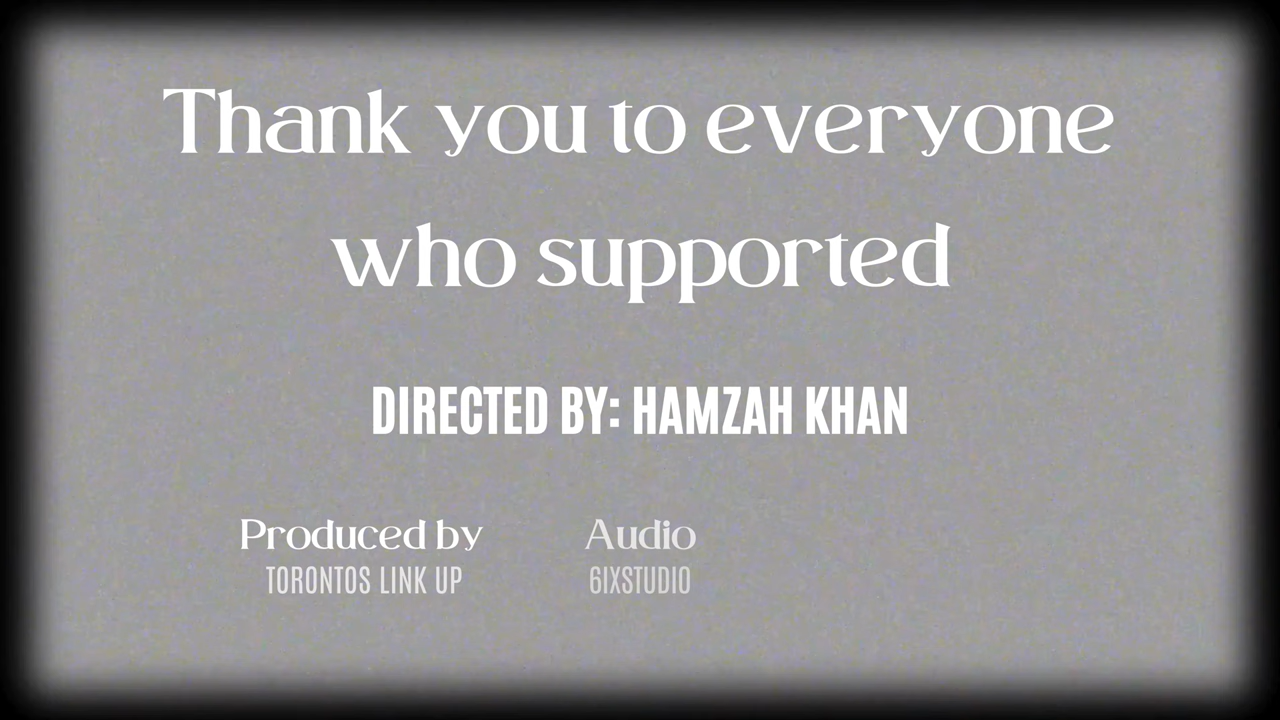 Thank you to everyone
who supported
DIRECTED BY: HAMZAH KHAN
Produced by
TORONTOS LINK UP
Audio
6IXSTUDIO